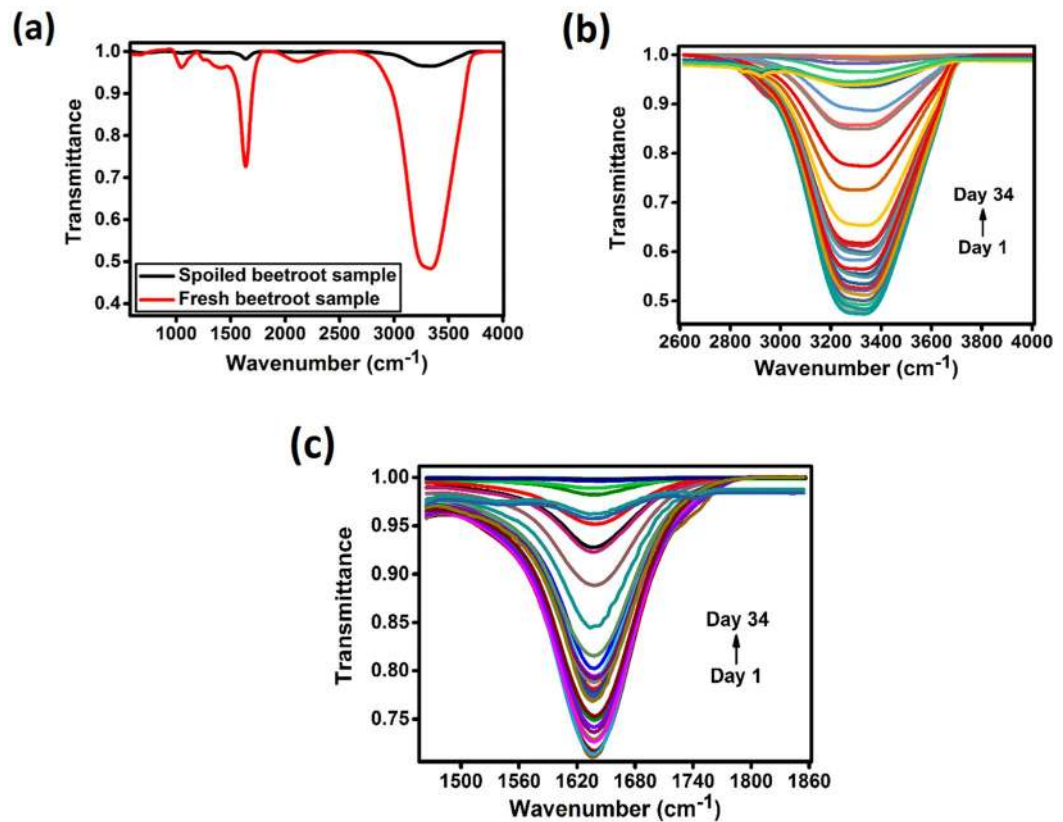 (a)
1.0
0.9
0.8
0.7
0.6
0.5
0.4
Transmittance
Spoiled beetroot sample
Fresh beetroot sample
1000 1500 2000 2500 3000 3500 4000
Wavenumber (cm-1)
(b)
1.0
0.9
0.8
0.7
0.6
0.5
Transmittance
Day 34
Day 1
2600 2800 3000 3200 3400 3600 3800 4000
Wavenumber (cm-1)
(c)
1.00
0.95
0.90
0.85
0.80
0.75
Transmittance
Day 34
Day 1
1500 1560 1620 1680 1740 1800 1860
Wavenumber (cm-1)